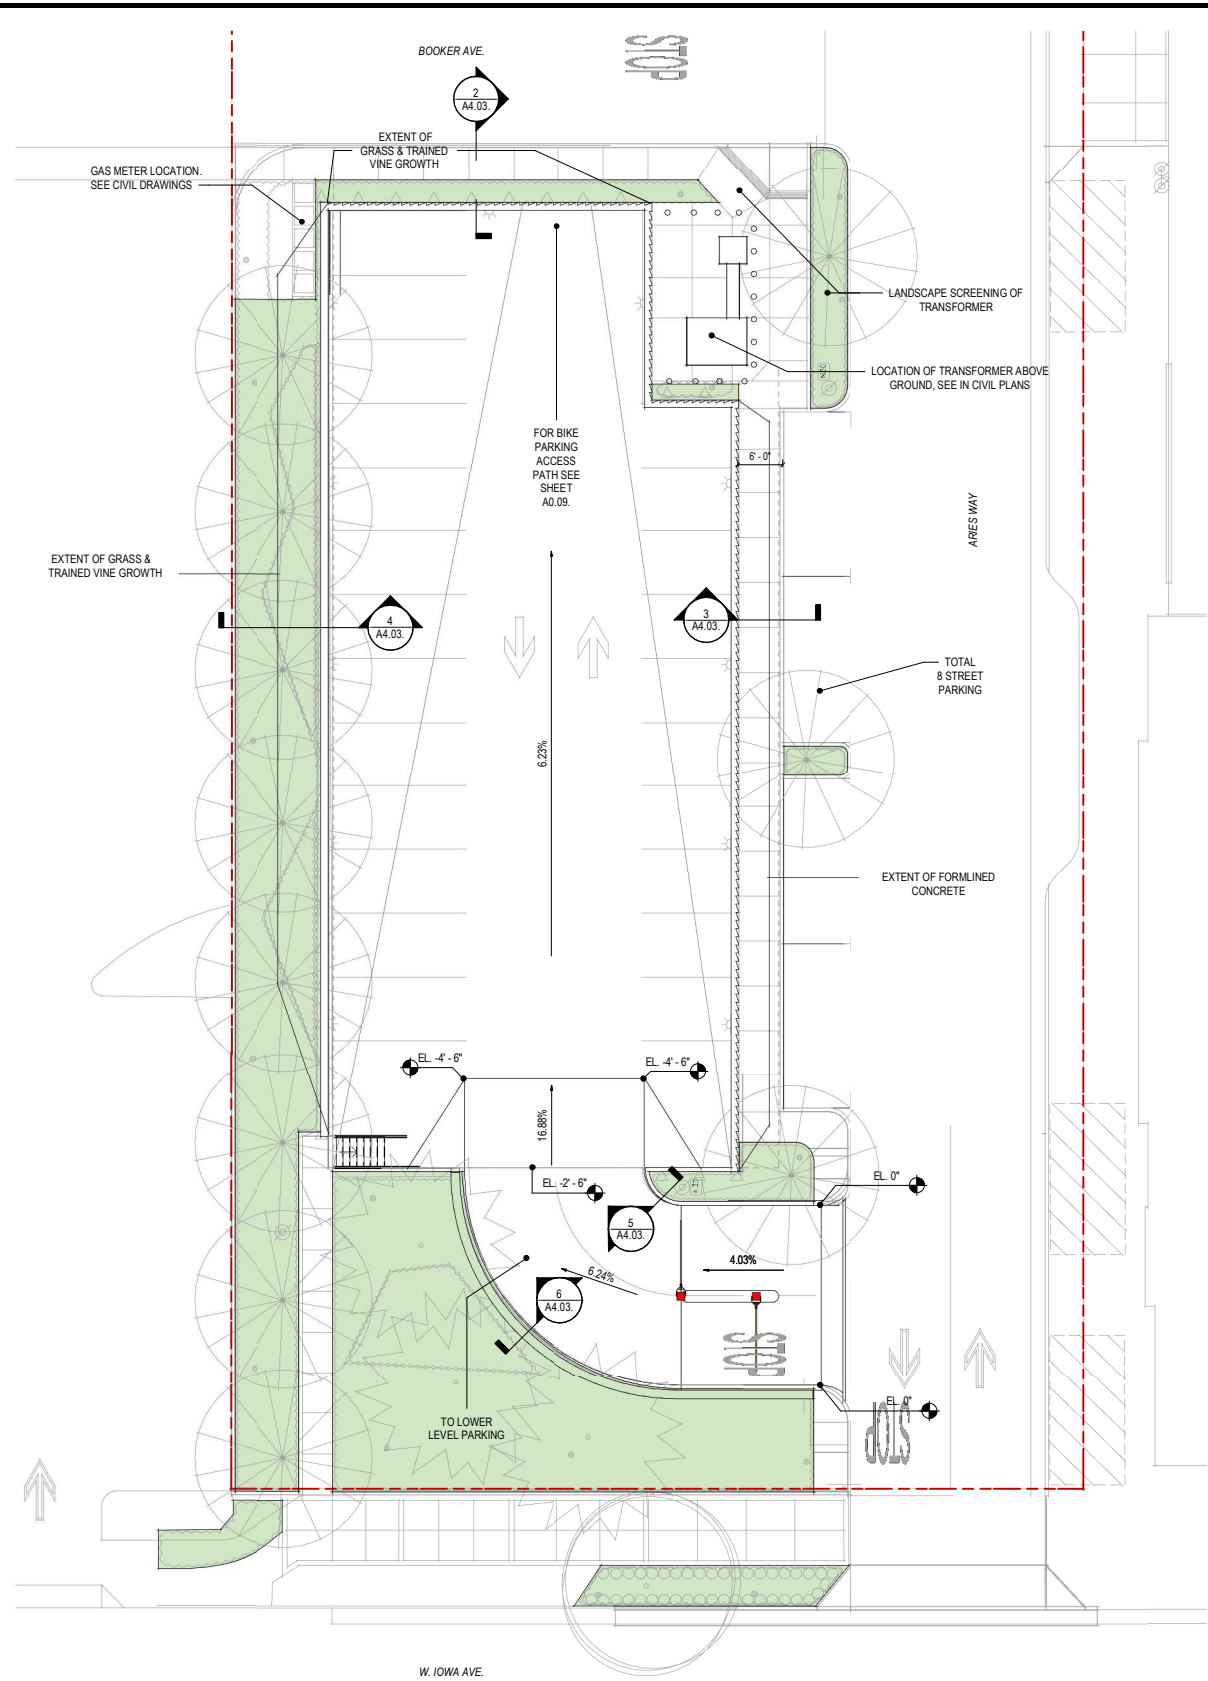 BOOKER AVE.
STOP
2
A4.03.
EXTENT OF
GRASS & TRAINED
VINE GROWTH
GAS METER LOCATION.
SEE CIVIL DRAWINGS
LANDSCAPE SCREENING OF
TRANSFORMER
LOCATION OF TRANSFORMER ABOVE
GROUND, SEE IN CIVIL PLANS
FOR BIKE
PARKING
ACCESS
PATH SEE
SHEET
A0.09.
6' - 0"
ARIES WAY
EXTENT OF GRASS &
TRAINED VINE GROWTH
4
A4.03.
3
A4.03.
TOTAL
8 STREET
PARKING
6.23%
EXTENT OF FORMLINED
CONCRETE
EL. -4' - 6"
EL. -4' - 6"
16.88%
EL. -2' - 6"
EL. 0"
5
A4.03.
4.03%
6.24%
6
A4.03.
STOP
EL. 0"
STOP
TO LOWER
LEVEL PARKING
W. IOWA AVE.